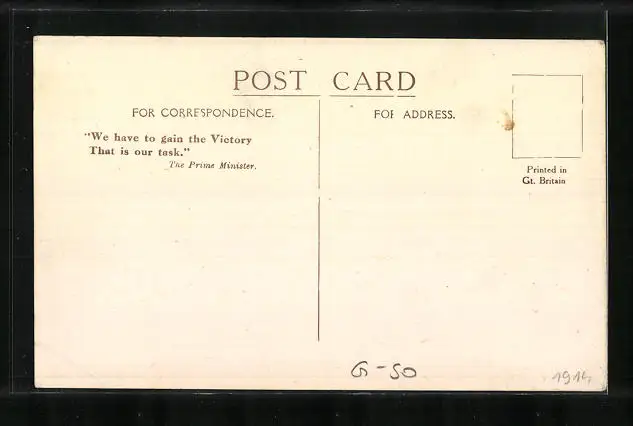 POST CARD
FOR CORRESPONDENCE.
FOR ADDRESS.
"We have to gain the Victory
That is our task."
The Prime Minister.
Printed in
Gt. Britain
G-50
1914